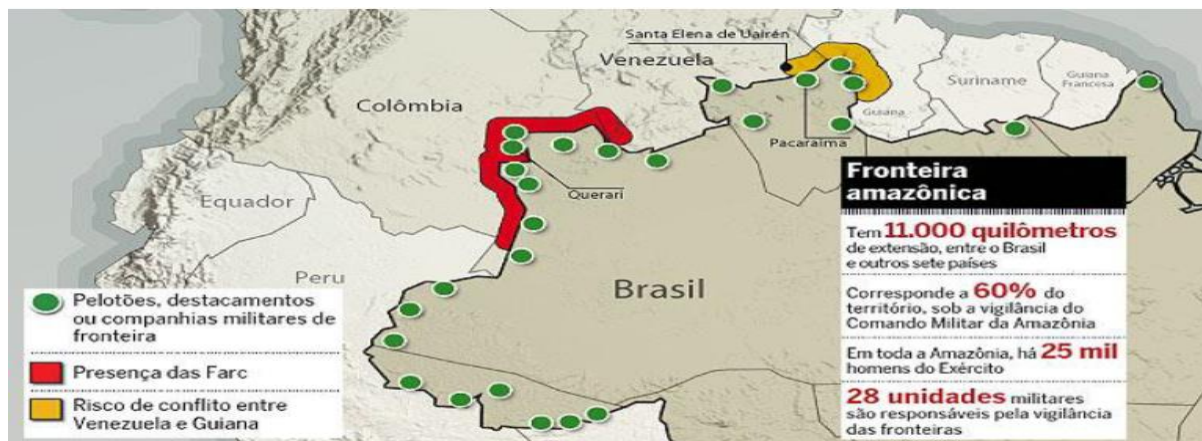 Santa Elena de Uairén
Venezuela
Suriname
Guiana
Francesa
Colômbia
Guiana
Pacaraima
Equador
Querari
Peru
Brasil
Fronteira
amazônica
Tem 11.000 quilômetros
de extensão, entre o Brasil
e outros sete países
Corresponde a 60% do
território, sob a vigilância do
Comando Militar da Amazônia
Em toda a Amazônia, há 25 mil
homens do Exército
28 unidades militares
são responsáveis pela vigilância
das fronteiras
Pelotões, destacamentos
ou companhias militares de
fronteira
Presença das Farc
Risco de conflito entre
Venezuela e Guiana